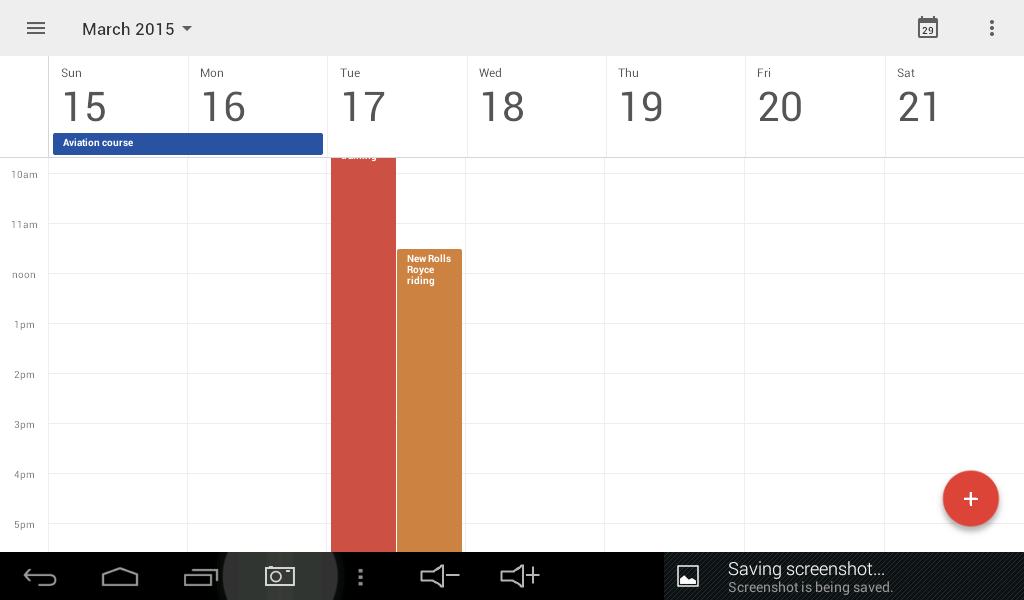 March 2015
29
Sun
Mon
Tue
Wed
Thu
Fri
Sat
15
16
17
18
19
20
21
Aviation course
10am
11am
New Rolls
Royce
riding
noon
1pm
2pm
3pm
4pm
5pm
+
Saving screenshot...
Screenshot is being saved.